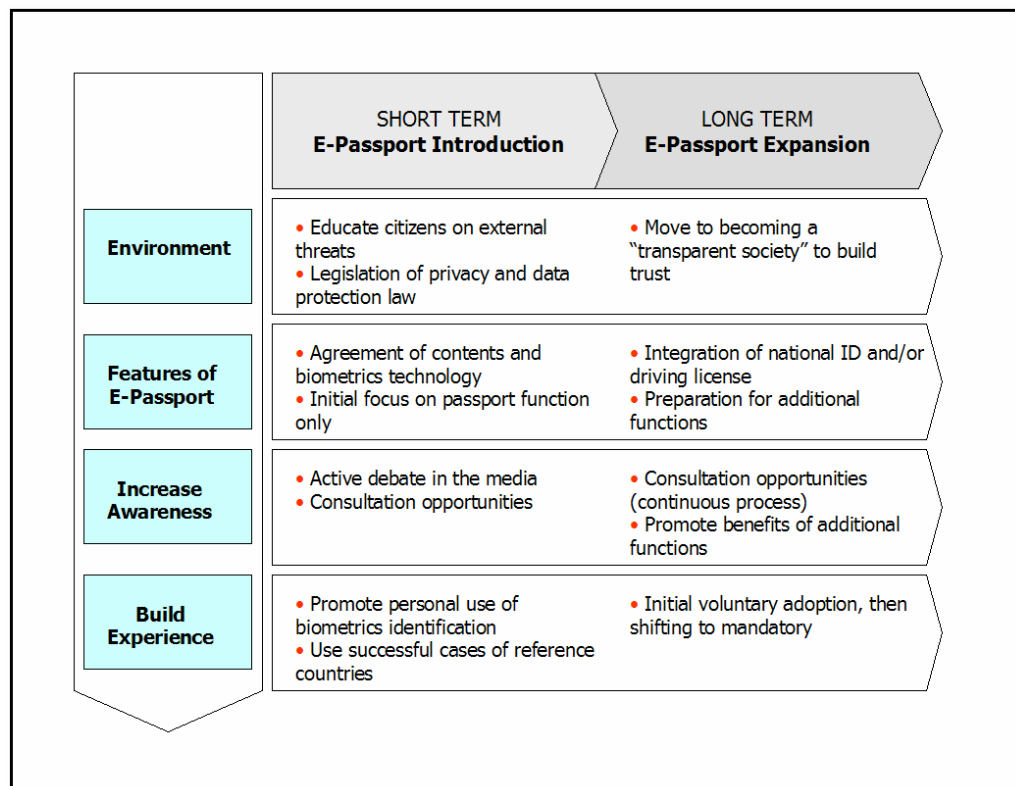 SHORT TERM
E-Passport Introduction
LONG TERM
E-Passport Expansion
Environment
• Educate citizens on external
threats
• Legislation of privacy and data
protection law
• Move to becoming a
“transparent society” to build
trust
Features of
E-Passport
• Agreement of contents and
biometrics technology
• Initial focus on passport function
only
• Integration of national ID and/or
driving license
• Preparation for additional
functions
Increase
Awareness
• Active debate in the media
• Consultation opportunities
• Consultation opportunities
(continuous process)
• Promote benefits of additional
functions
Build
Experience
• Promote personal use of
biometrics identification
• Use successful cases of reference
countries
• Initial voluntary adoption, then
shifting to mandatory